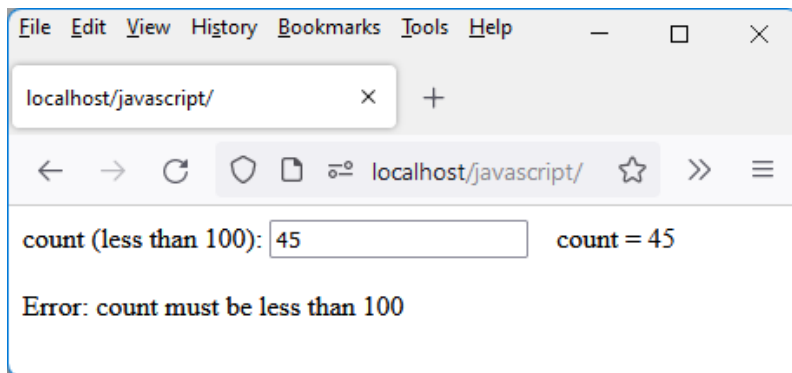 File Edit View History Bookmarks Tools Help
localhost/javascript/
localhost/javascript/
count (less than 100): 45 count = 45
Error: count must be less than 100